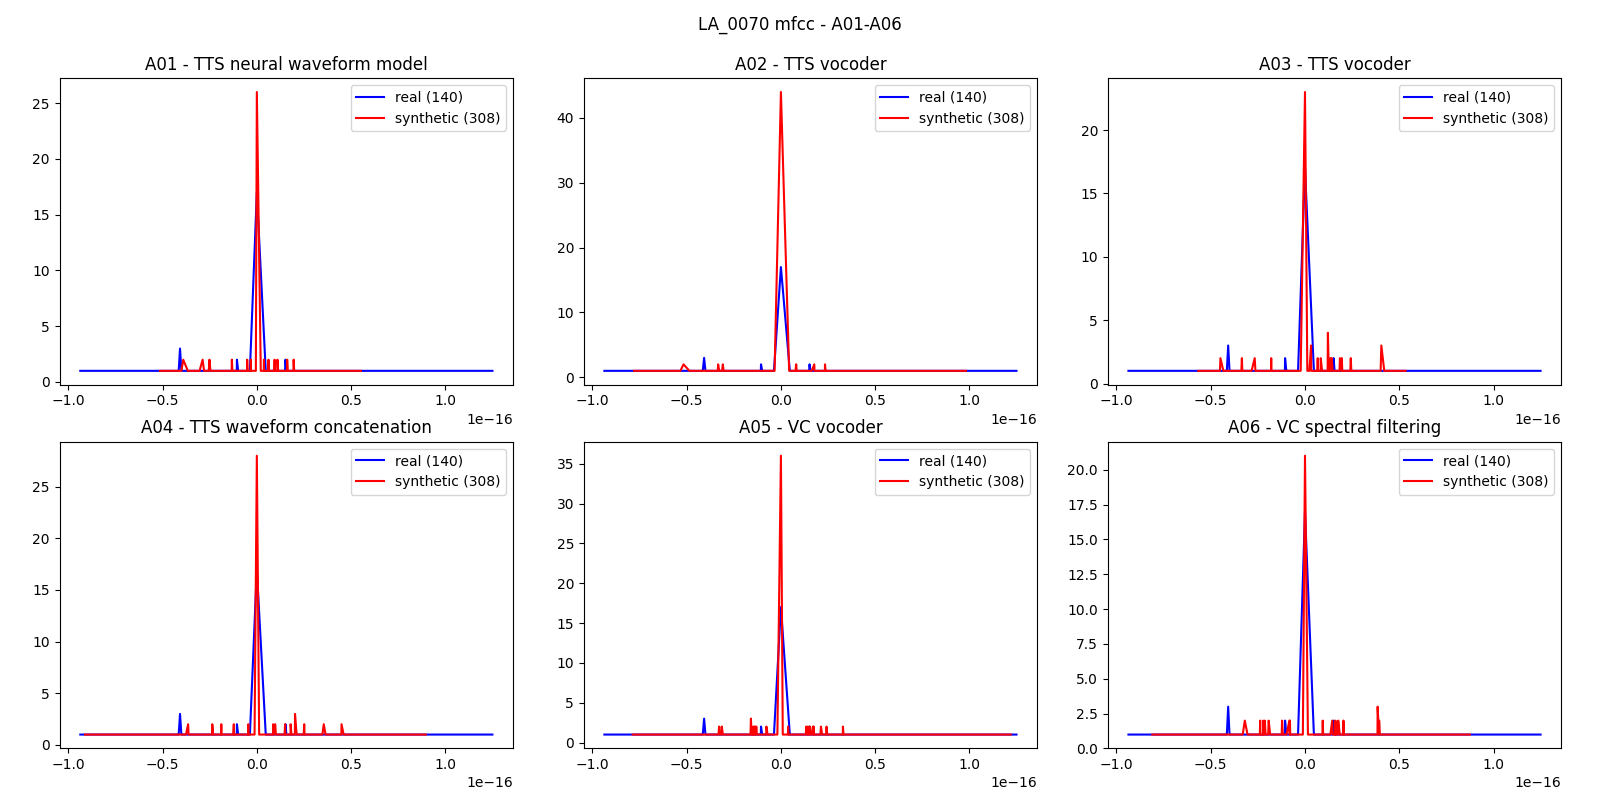 LA_0070 mfcc - A01-A06
A01 - TTS neural waveform model
25
20
15
10
5
0
real (140)
synthetic (308)
−1.0 −0.5 0.0 0.5 1.0
1e−16
A02 - TTS vocoder
40
30
20
10
0
real (140)
synthetic (308)
−1.0 −0.5 0.0 0.5 1.0
1e−16
A03 - TTS vocoder
20
15
10
5
0
real (140)
synthetic (308)
−1.0 −0.5 0.0 0.5 1.0
1e−16
A04 - TTS waveform concatenation
25
20
15
10
5
0
real (140)
synthetic (308)
−1.0 −0.5 0.0 0.5 1.0
1e−16
A05 - VC vocoder
35
30
25
20
15
10
5
0
real (140)
synthetic (308)
−1.0 −0.5 0.0 0.5 1.0
1e−16
A06 - VC spectral filtering
20.0
17.5
15.0
12.5
10.0
7.5
5.0
2.5
0.0
real (140)
synthetic (308)
−1.0 −0.5 0.0 0.5 1.0
1e−16